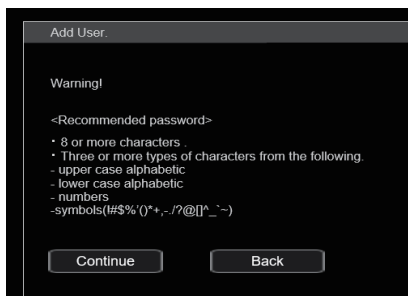 Add User.
Warning!
<Recommended password>
・8 or more characters .
・Three or more types of characters from the following.
- upper case alphabetic
- lower case alphabetic
- numbers
-symbols(!#$%'()*+,-./?@[]^_`~)
Continue
Back